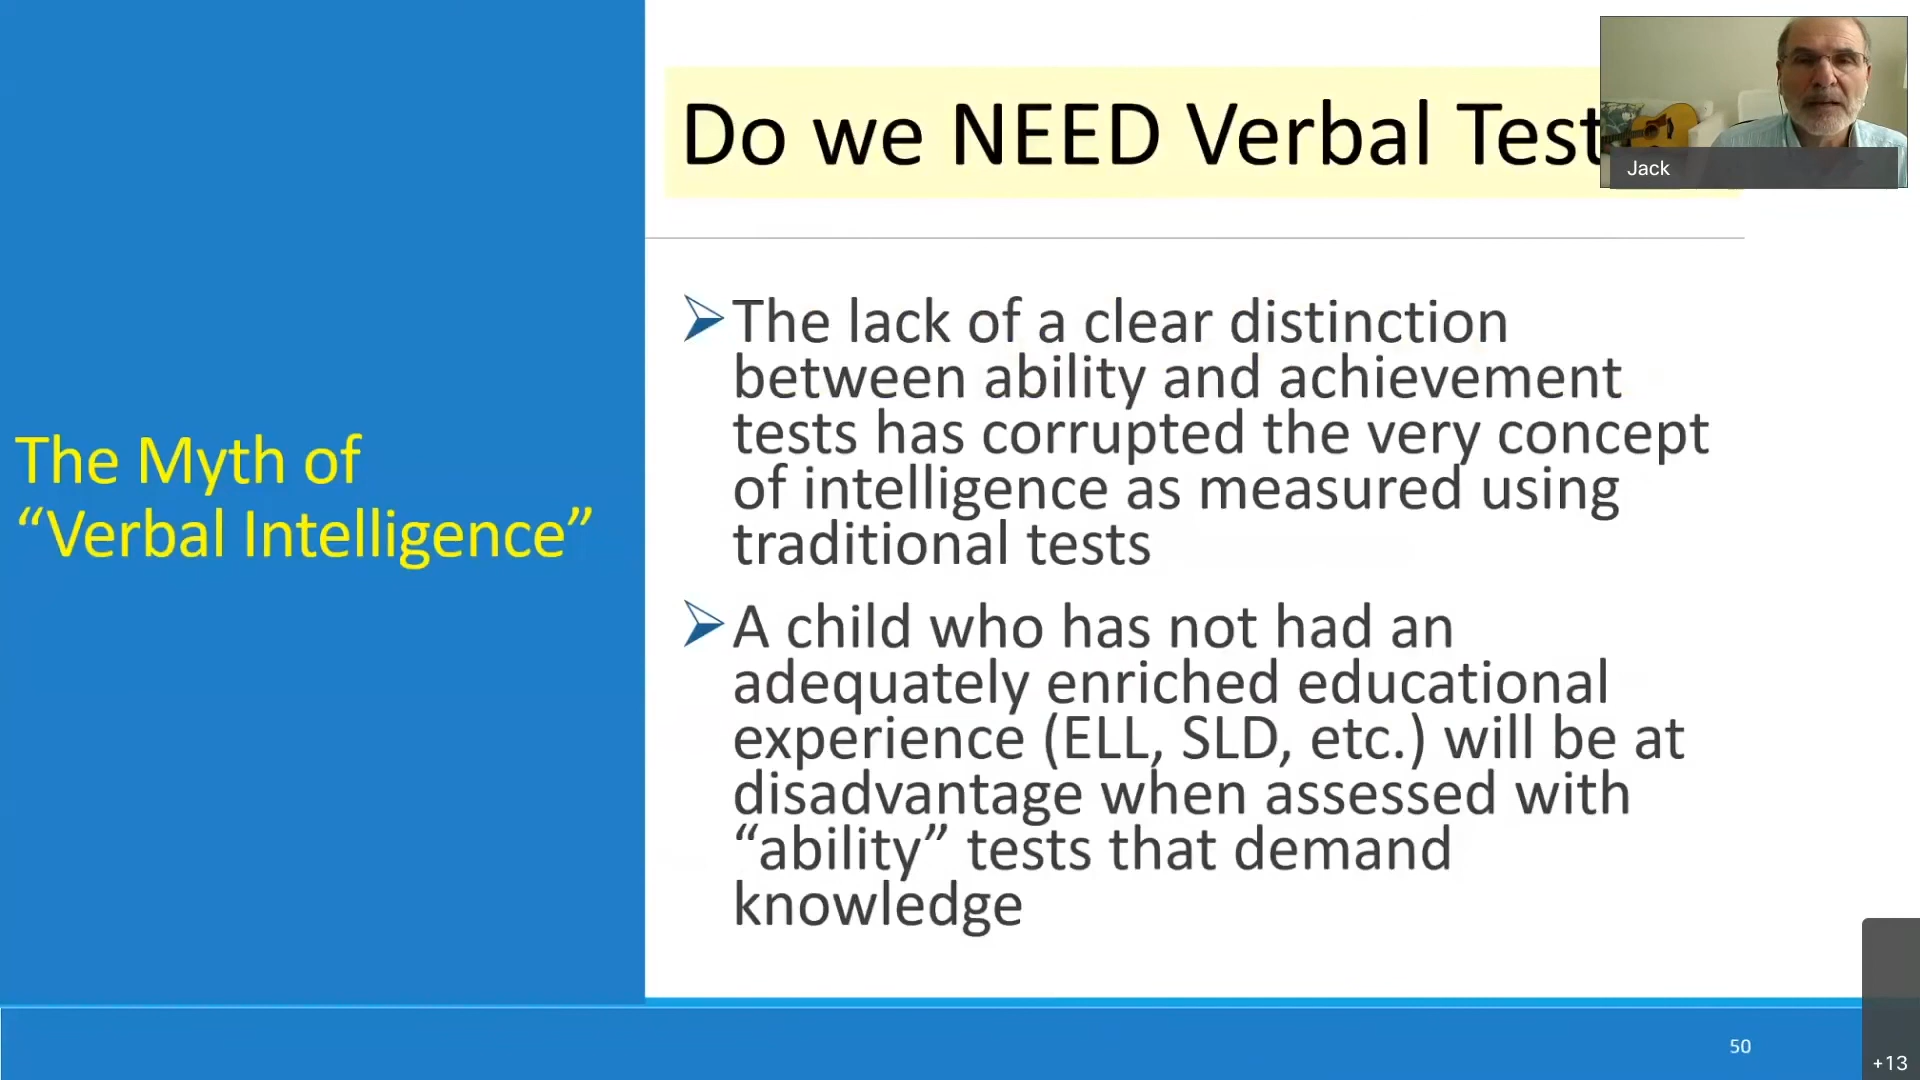 Do we NEED Verbal Test
Jack
The Myth of
“Verbal Intelligence”
The lack of a clear distinction
between ability and achievement
tests has corrupted the very concept
of intelligence as measured using
traditional tests
A child who has not had an
adequately enriched educational
experience (ELL, SLD, etc.) will be at
disadvantage when assessed with
“ability” tests that demand
knowledge
50
+13